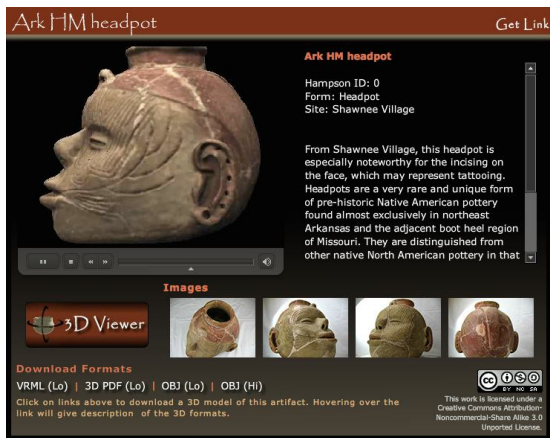 Ark HM headpot
Get Link
Ark HM headpot
Hampson ID: 0
Form: Headpot
Site: Shawnee Village
From Shawnee Village, this headpot is
especially noteworthy for the incising on
the face, which may represent tattooing.
Headpots are a very rare and unique form
of pre-historic Native American pottery
found almost exclusively in northeast
Arkansas and the adjacent boot heel region
of Missouri. They are distinguished from
other native North American pottery in that
Images
3D Viewer
Download Formats
VRML (Lo) | 3D PDF (Lo) | OBJ (Lo) | OBJ (Hi)
Click on links above to download a 3D model of this artifact. Hovering over the
link will give description of the 3D formats.
cc
BY NC SA
This work is licensed under a
Creative Commons Attribution-
Noncommercial-Share Alike 3.0
Unported License.